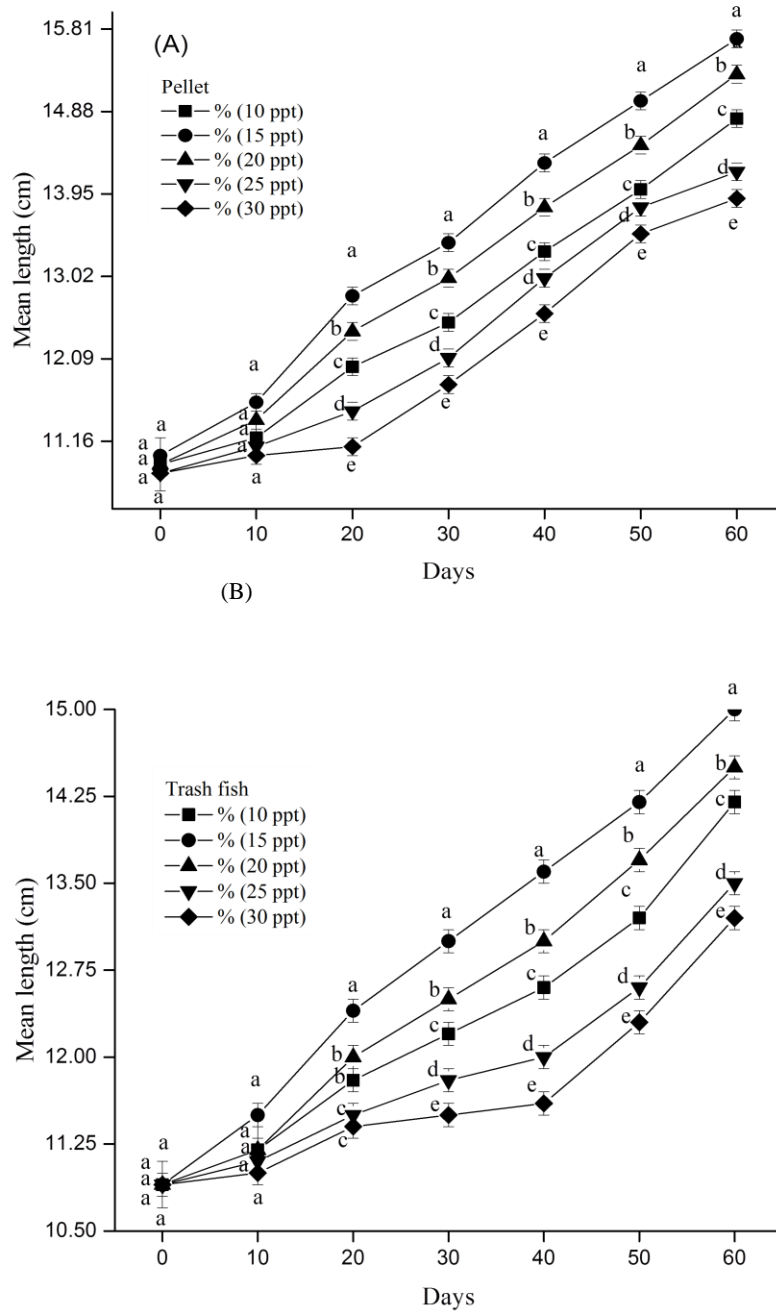 (A)
Pellet
% (10 ppt)
% (15 ppt)
% (20 ppt)
% (25 ppt)
% (30 ppt)
Mean length (cm)
15.81
14.88
13.95
13.02
12.09
11.16
a a a a a
a a a a a
a b c d e
a b c d e
a b c d e
a b c d e
a b c d e
0 10 20 30 40 50 60
Days
(B)
Trash fish
% (10 ppt)
% (15 ppt)
% (20 ppt)
% (25 ppt)
% (30 ppt)
Mean length (cm)
15.00
14.25
13.50
12.75
12.00
11.25
10.50
a a a a a
a a a a a
a b b c c
a b c d e
a b c d e
a b c d e
a b c d e
0 10 20 30 40 50 60
Days